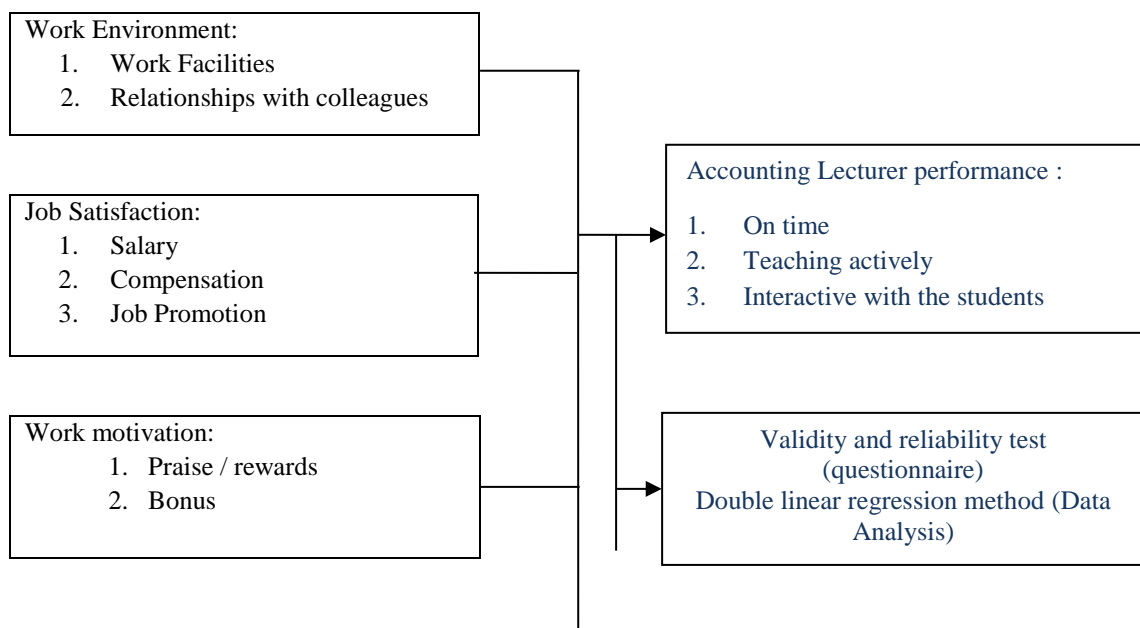 Work Environment:
1. Work Facilities
2. Relationships with colleagues
Job Satisfaction:
1. Salary
2. Compensation
3. Job Promotion
Work motivation:
1. Praise / rewards
2. Bonus
Accounting Lecturer performance :
1. On time
2. Teaching actively
3. Interactive with the students
Validity and reliability test
(questionnaire)
Double linear regression method (Data
Analysis)